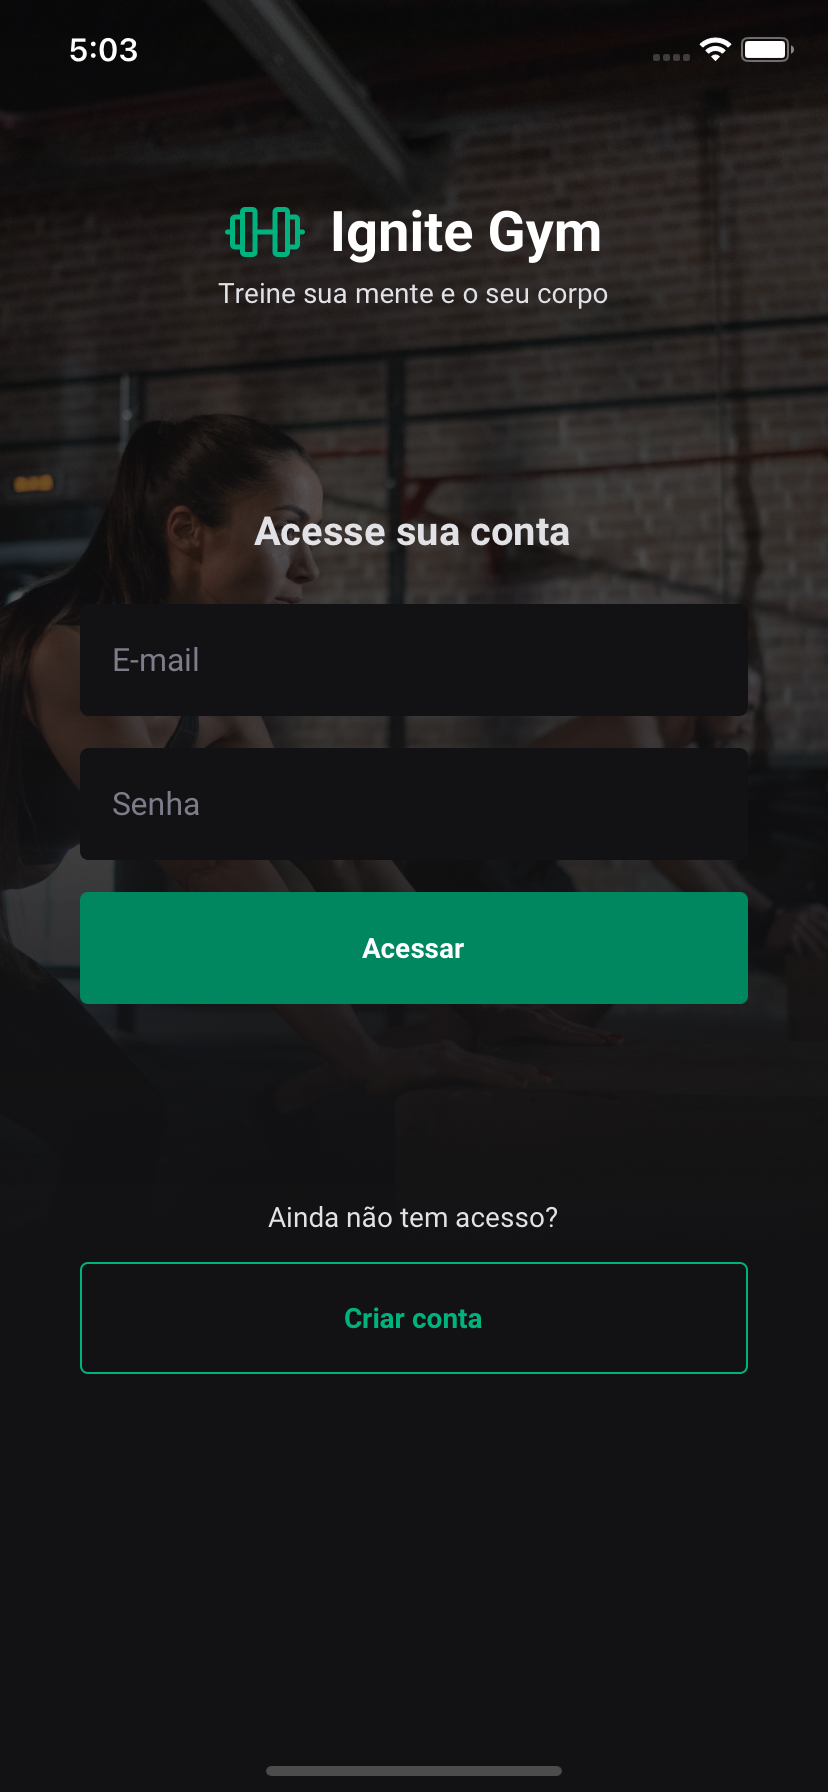 5:03
Ignite Gym
Treine sua mente e o seu corpo
Acesse sua conta
E-mail
Senha
Acessar
Ainda não tem acesso?
Criar conta